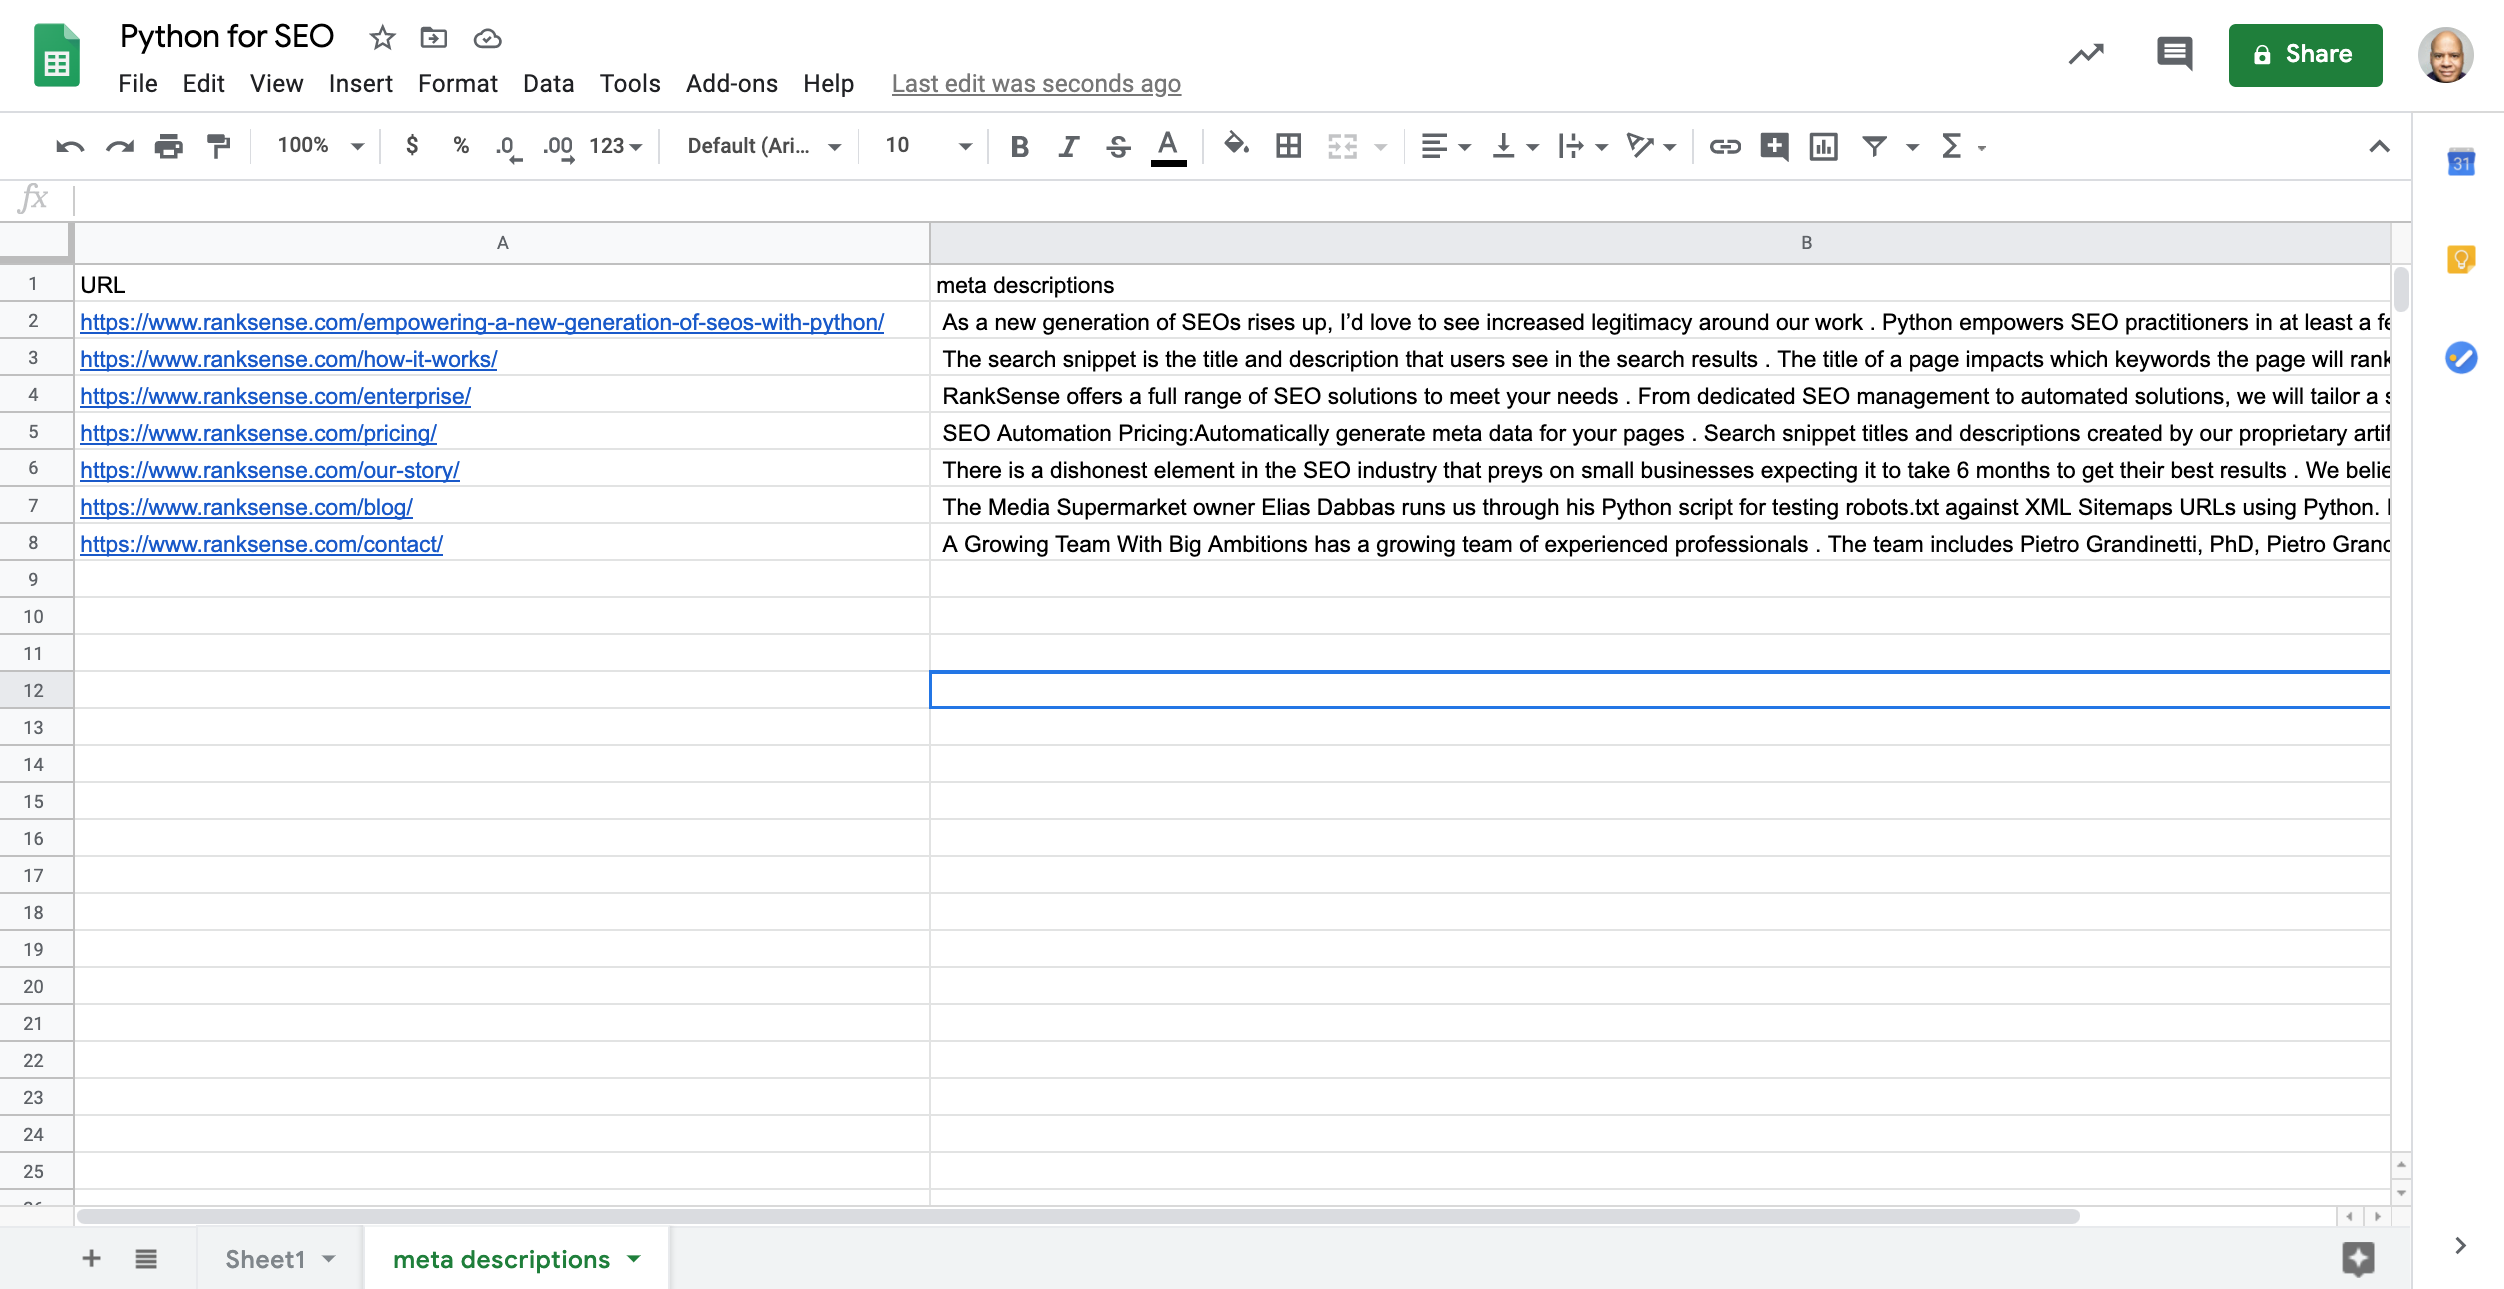 Python for SEO
File Edit View Insert Format Data Tools Add-ons Help Last edit was seconds ago
Share
100% $ % .0 .00 123 Default (Ari... 10 B I S A Σ
31
fx
A B
1 URL meta descriptions
2 https://www.ranksense.com/empowering-a-new-generation-of-seos-with-python/ As a new generation of SEOs rises up, I’d love to see increased legitimacy around our work . Python empowers SEO practitioners in at least a
3 https://www.ranksense.com/how-it-works/ The search snippet is the title and description that users see in the search results . The title of a page impacts which keywords the page will rank
4 https://www.ranksense.com/enterprise/ RankSense offers a full range of SEO solutions to meet your needs . From dedicated SEO management to automated solutions, we will tailor a
5 https://www.ranksense.com/pricing/ SEO Automation Pricing:Automatically generate meta data for your pages . Search snippet titles and descriptions created by our proprietary
6 https://www.ranksense.com/our-story/ There is a dishonest element in the SEO industry that preys on small businesses expecting it to take 6 months to get their best results . We
7 https://www.ranksense.com/blog/ The Media Supermarket owner Elias Dabbas runs us through his Python script for testing robots.txt against XML Sitemaps URLs using Python.
8 https://www.ranksense.com/contact/ A Growing Team With Big Ambitions has a growing team of experienced professionals . The team includes Pietro Grandinetti, PhD, Pietro
9
10
11
12
13
14
15
16
17
18
19
20
21
22
23
24
25
Sheet1 meta descriptions